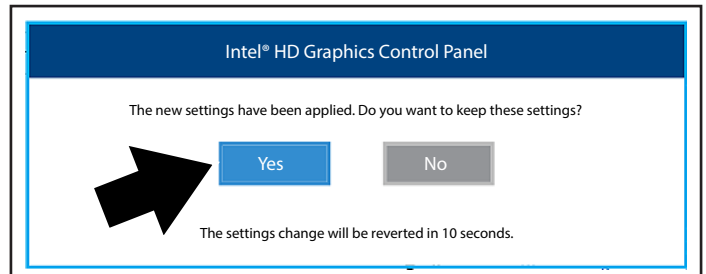 Intel® HD Graphics Control Panel
The new settings have been applied. Do you want to keep these settings?
Yes No
The settings change will be reverted in 10 seconds.